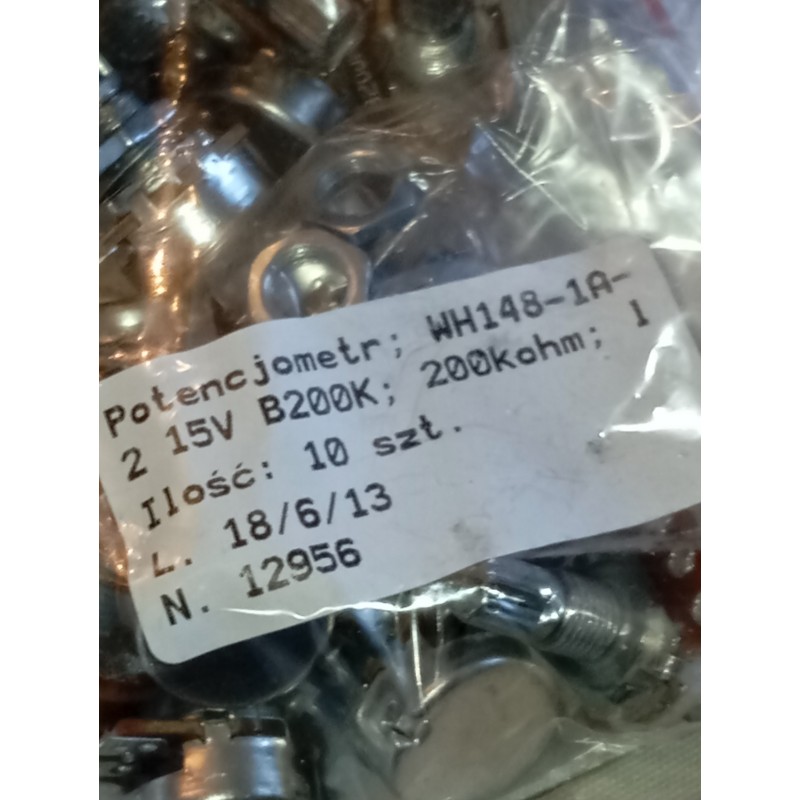 Potencjometr; WH148-1A-
2 15V B200K; 200kohm; 1
Ilość: 10 szt.
L. 18/6/13
N. 12956